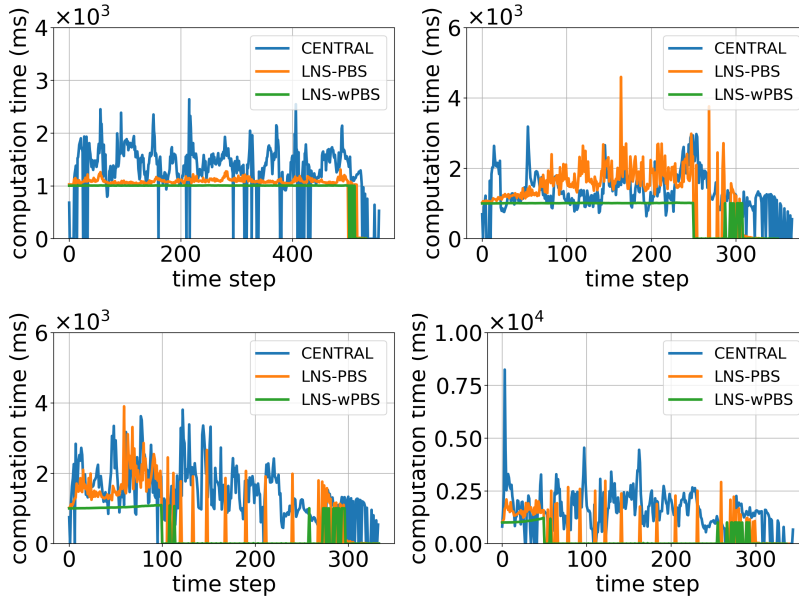 ×10³
computation time (ms)
4
3
2
1
0
0
200
400
time step
CENTRAL
LNS-PBS
LNS-wPBS
×10³
computation time (ms)
6
4
2
0
0
100
200
300
time step
CENTRAL
LNS-PBS
LNS-wPBS
×10³
computation time (ms)
6
4
2
0
0
100
200
300
time step
CENTRAL
LNS-PBS
LNS-wPBS
×10⁴
computation time (ms)
1.00
0.75
0.50
0.25
0.00
0
100
200
300
time step
CENTRAL
LNS-PBS
LNS-wPBS